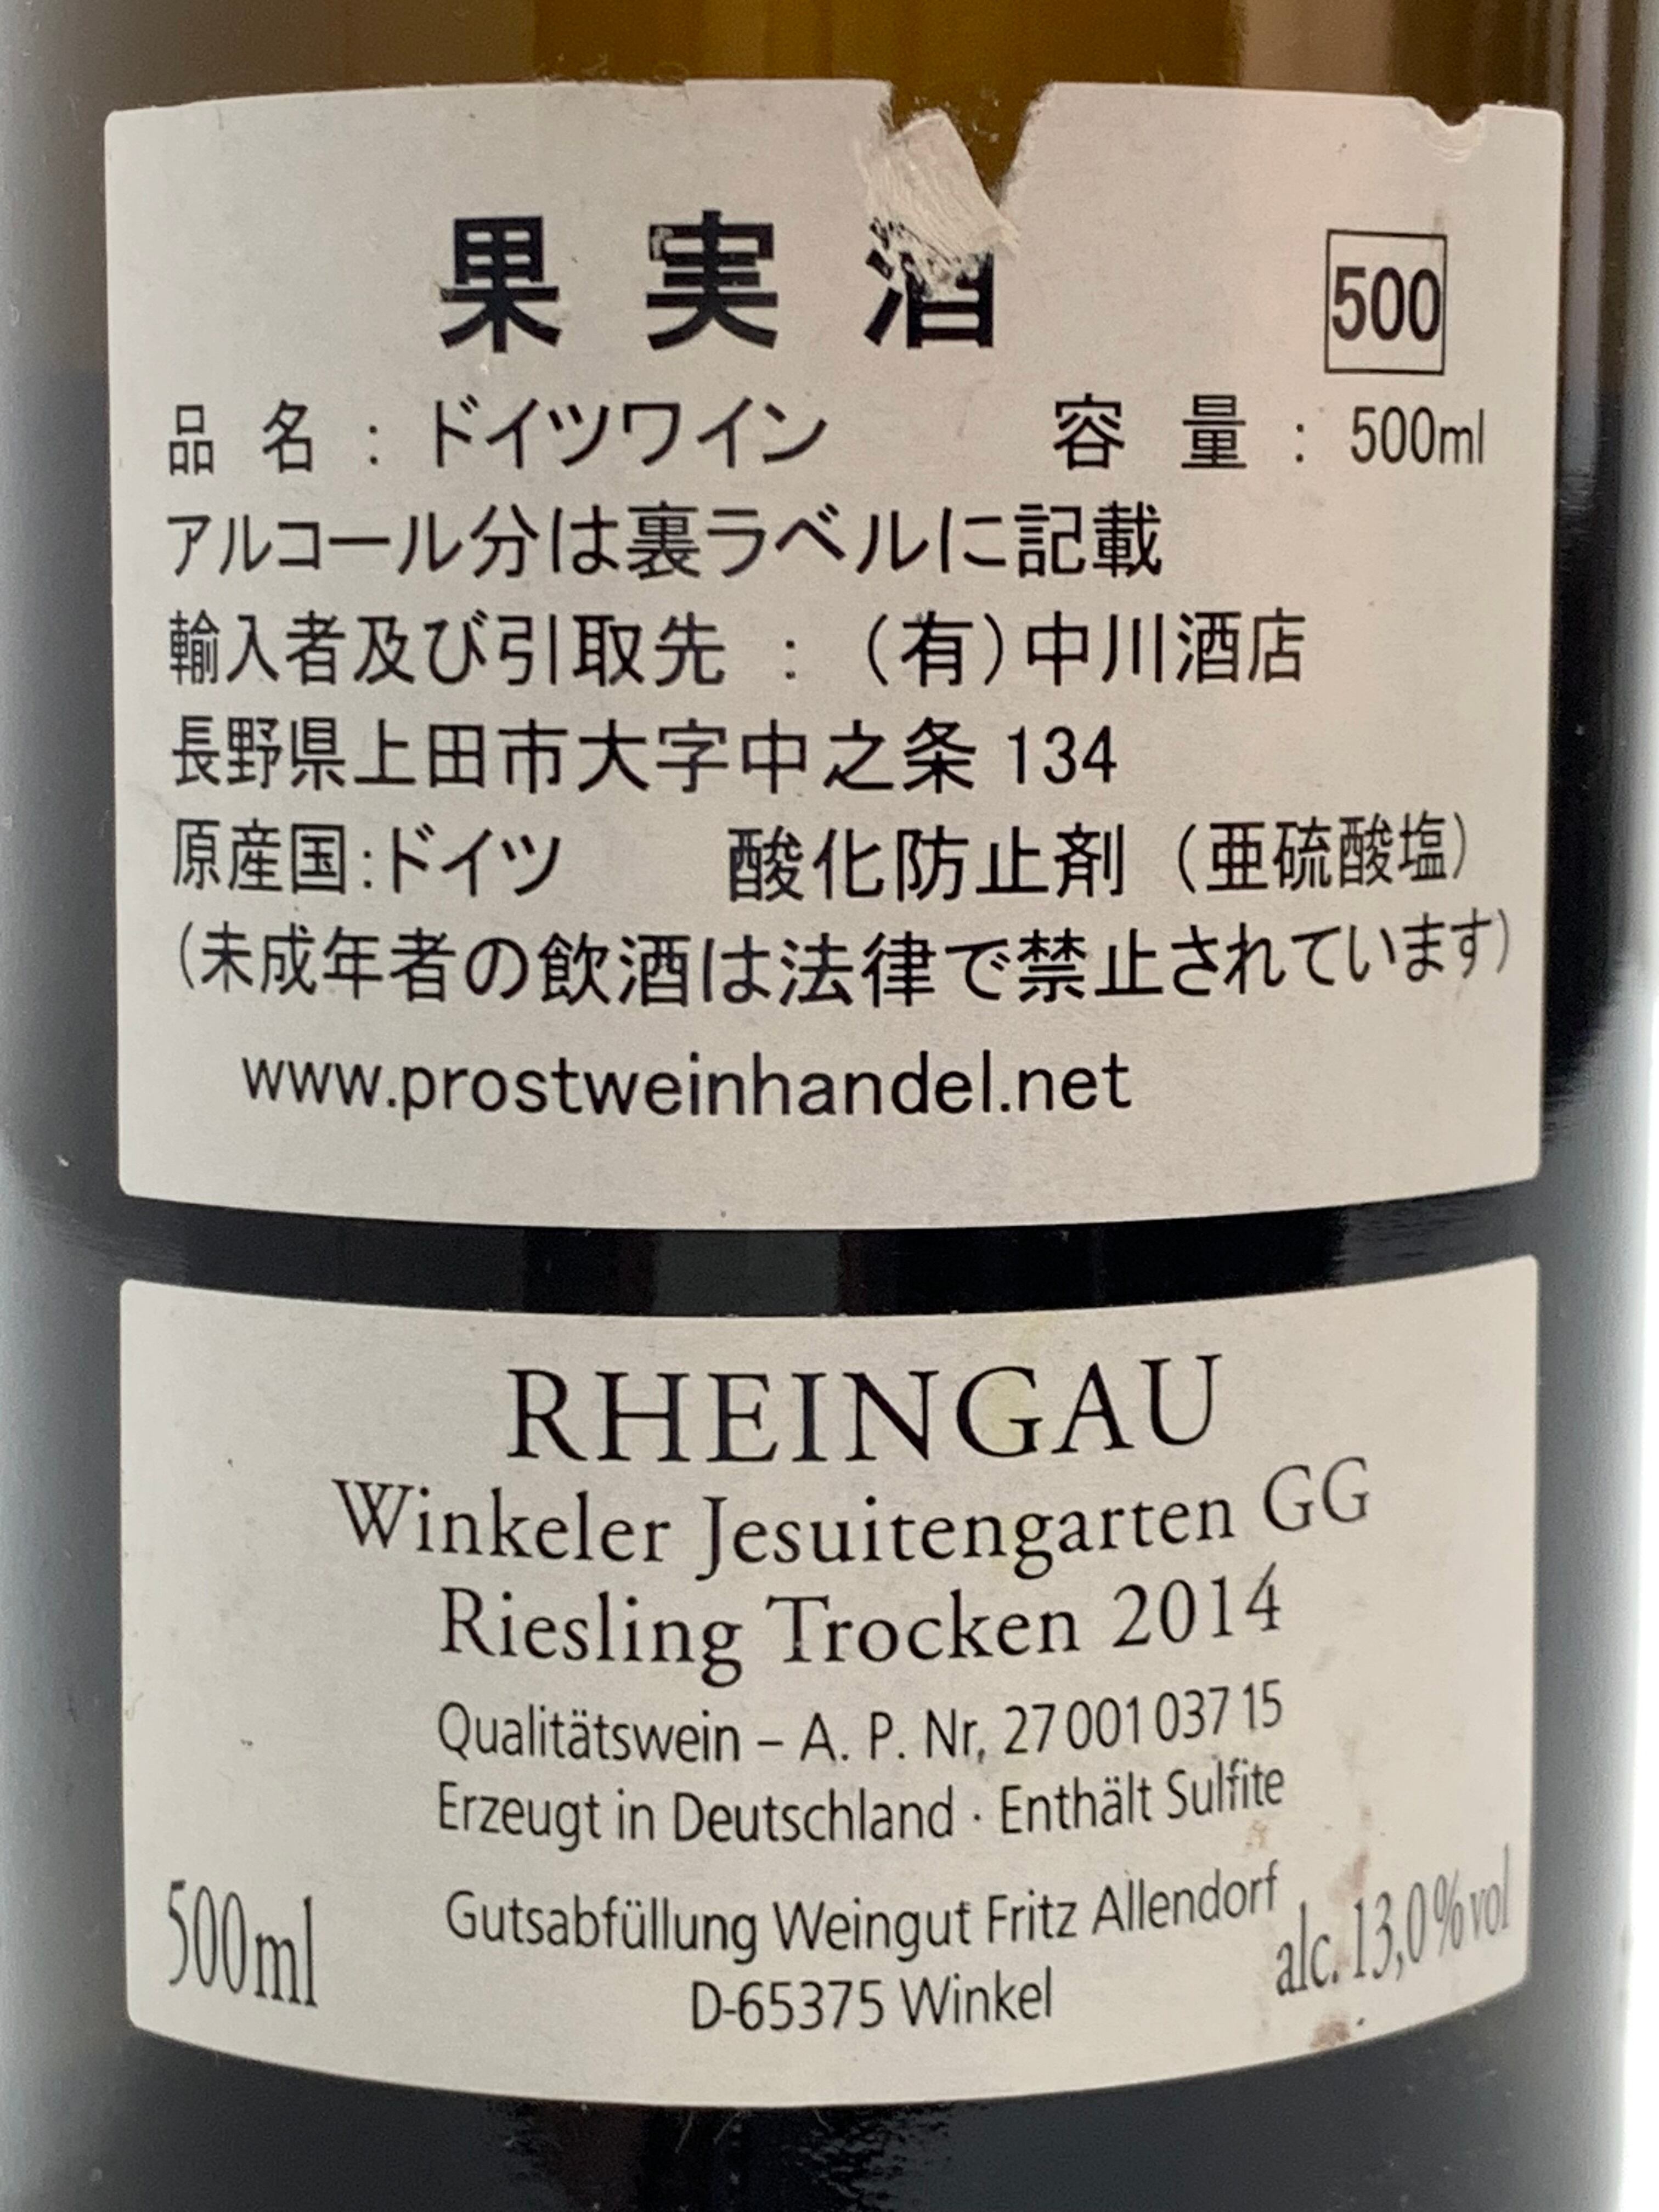 果実酒
500
品名：ドイツワイン 容量：500ml
アルコール分は裏ラベルに記載
輸入者及び引取先：（有）中川酒店
長野県上田市大字中之条 134
原産国:ドイツ 酸化防止剤（亜硫酸塩）
（未成年者の飲酒は法律で禁止されています）
www.prostweinhandel.net
RHEINGAU
Winkeler Jesuitengarten GG
Riesling Trocken 2014
Qualitätswein – A. P. Nr, 27 001 037 15
Erzeugt in Deutschland · Enthält Sulfite
500ml
Gutsabfüllung Weingut Fritz Allendorf
alc. 13,0%vol
D-65375 Winkel